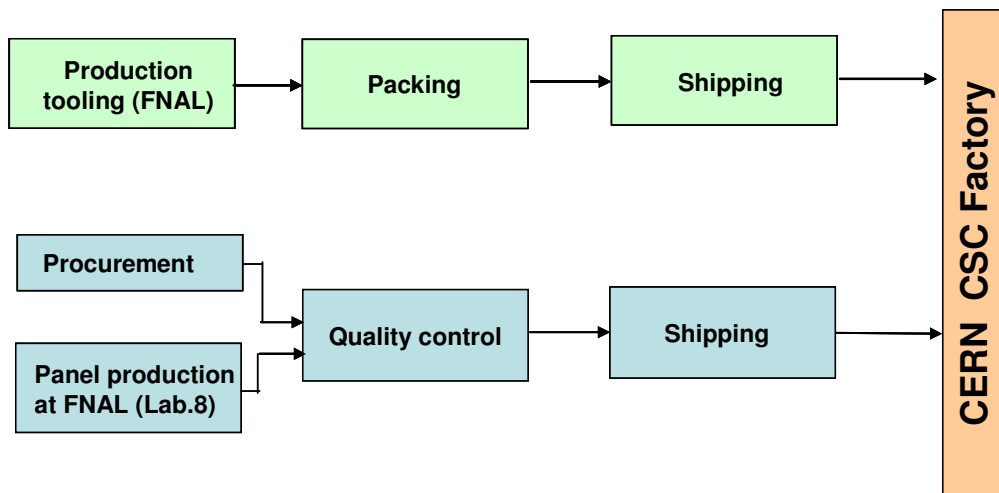 Production
tooling (FNAL)
Packing
Shipping
Procurement
Panel production
at FNAL (Lab.8)
Quality control
Shipping
CERN CSC Factory